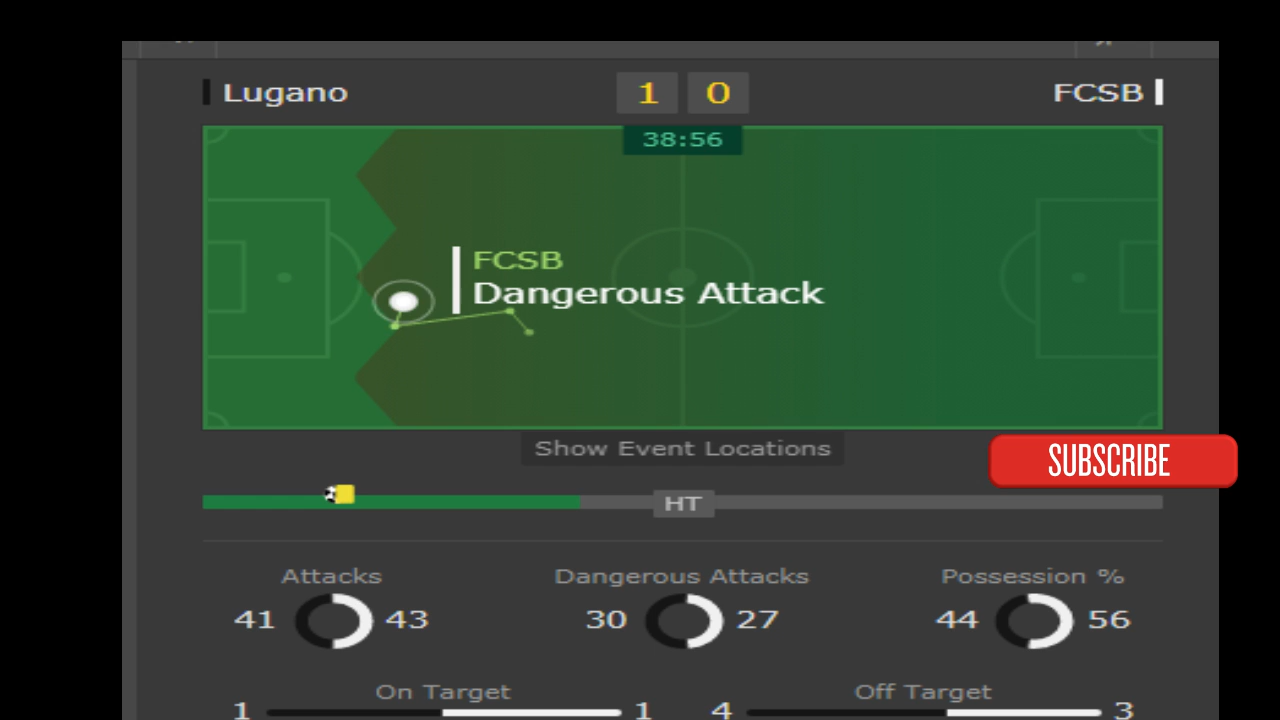 Lugano 1 0 FCSB
38:56
FCSB
Dangerous Attack
Show Event Locations
SUBSCRIBE
HT
Attacks Dangerous Attacks Possession %
41 43 30 27 44 56
On Target Off Target
1 1 4 3